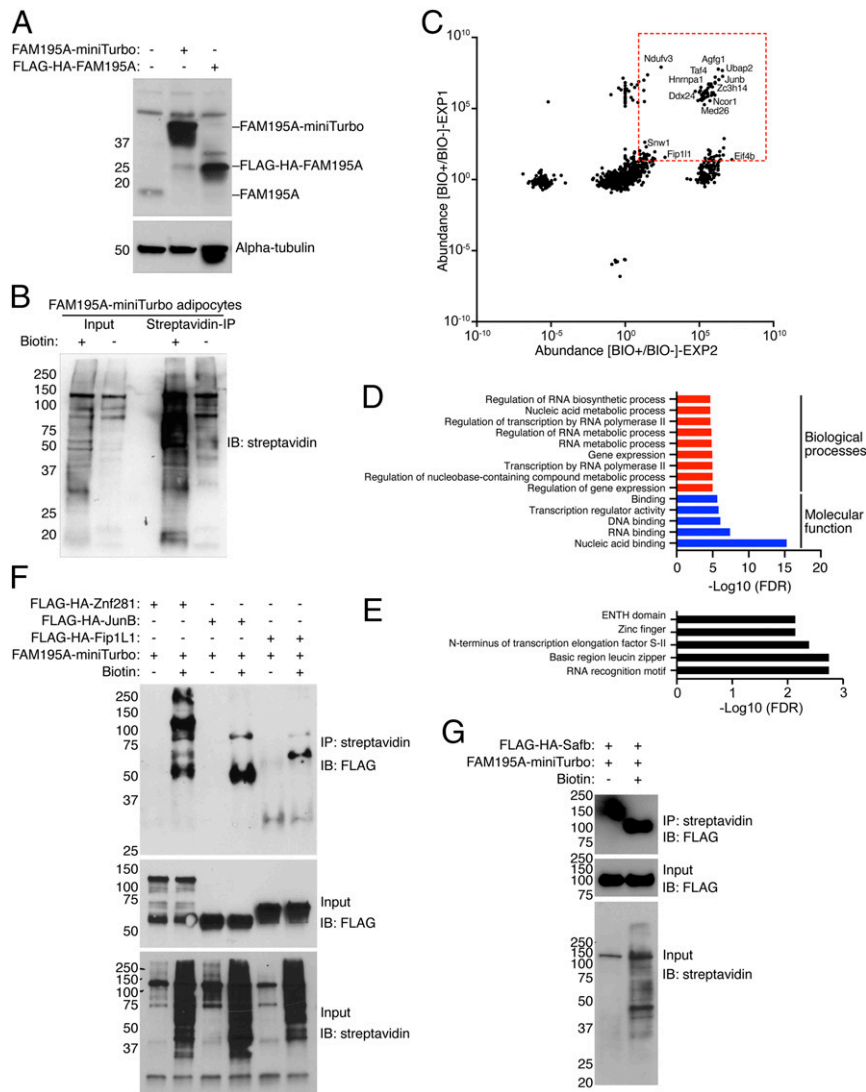 A
FAM195A-miniTurbo: - + -
FLAG-HA-FAM195A: - - +
37
25
20
–FAM195A-miniTurbo
–FLAG-HA-FAM195A
–FAM195A
50
Alpha-tubulin
B
FAM195A-miniTurbo adipocytes
Input Streptavidin-IP
Biotin: + - + -
250
150
100
75
50
37
25
20
IB: streptavidin
C
Abundance [BIO+/BIO-]-EXP1
10^10
10^5
10^0
10^-5
10^-10
Ndufv3
Agfg1
Taf4
Ubap2
Hnrnpa1
Junb
Zc3h14
Ddx24
Ncor1
Med26
Snw1
Fip1l1
Eif4b
10^-10 10^-5 10^0 10^5 10^10
Abundance [BIO+/BIO-]-EXP2
D
Regulation of RNA biosynthetic process
Nucleic acid metabolic process
Regulation of transcription by RNA polymerase II
Regulation of RNA metabolic process
RNA metabolic process
Gene expression
Transcription by RNA polymerase II
Regulation of nucleobase-containing compound metabolic process
Regulation of gene expression
Binding
Transcription regulator activity
DNA binding
RNA binding
Nucleic acid binding
Biological
processes
Molecular
function
0 5 10 15 20
-Log10 (FDR)
E
ENTH domain
Zinc finger
N-terminus of transcription elongation factor S-II
Basic region leucin zipper
RNA recognition motif
0 1 2 3
-Log10 (FDR)
F
FLAG-HA-Znf281: + +
FLAG-HA-JunB: + +
FLAG-HA-Fip1L1: + +
FAM195A-miniTurbo: + + + + + +
Biotin: - + - + - +
250
150
100
75
50
37
25
IP: streptavidin
IB: FLAG
150
100
75
50
Input
IB: FLAG
250
150
100
75
50
37
Input
IB: streptavidin
G
FLAG-HA-Safb: + +
FAM195A-miniTurbo: + +
Biotin: - +
250
150
100
75
IP: streptavidin
IB: FLAG
150
100
75
Input
IB: FLAG
250
150
100
75
50
37
25
20
Input
IB: streptavidin